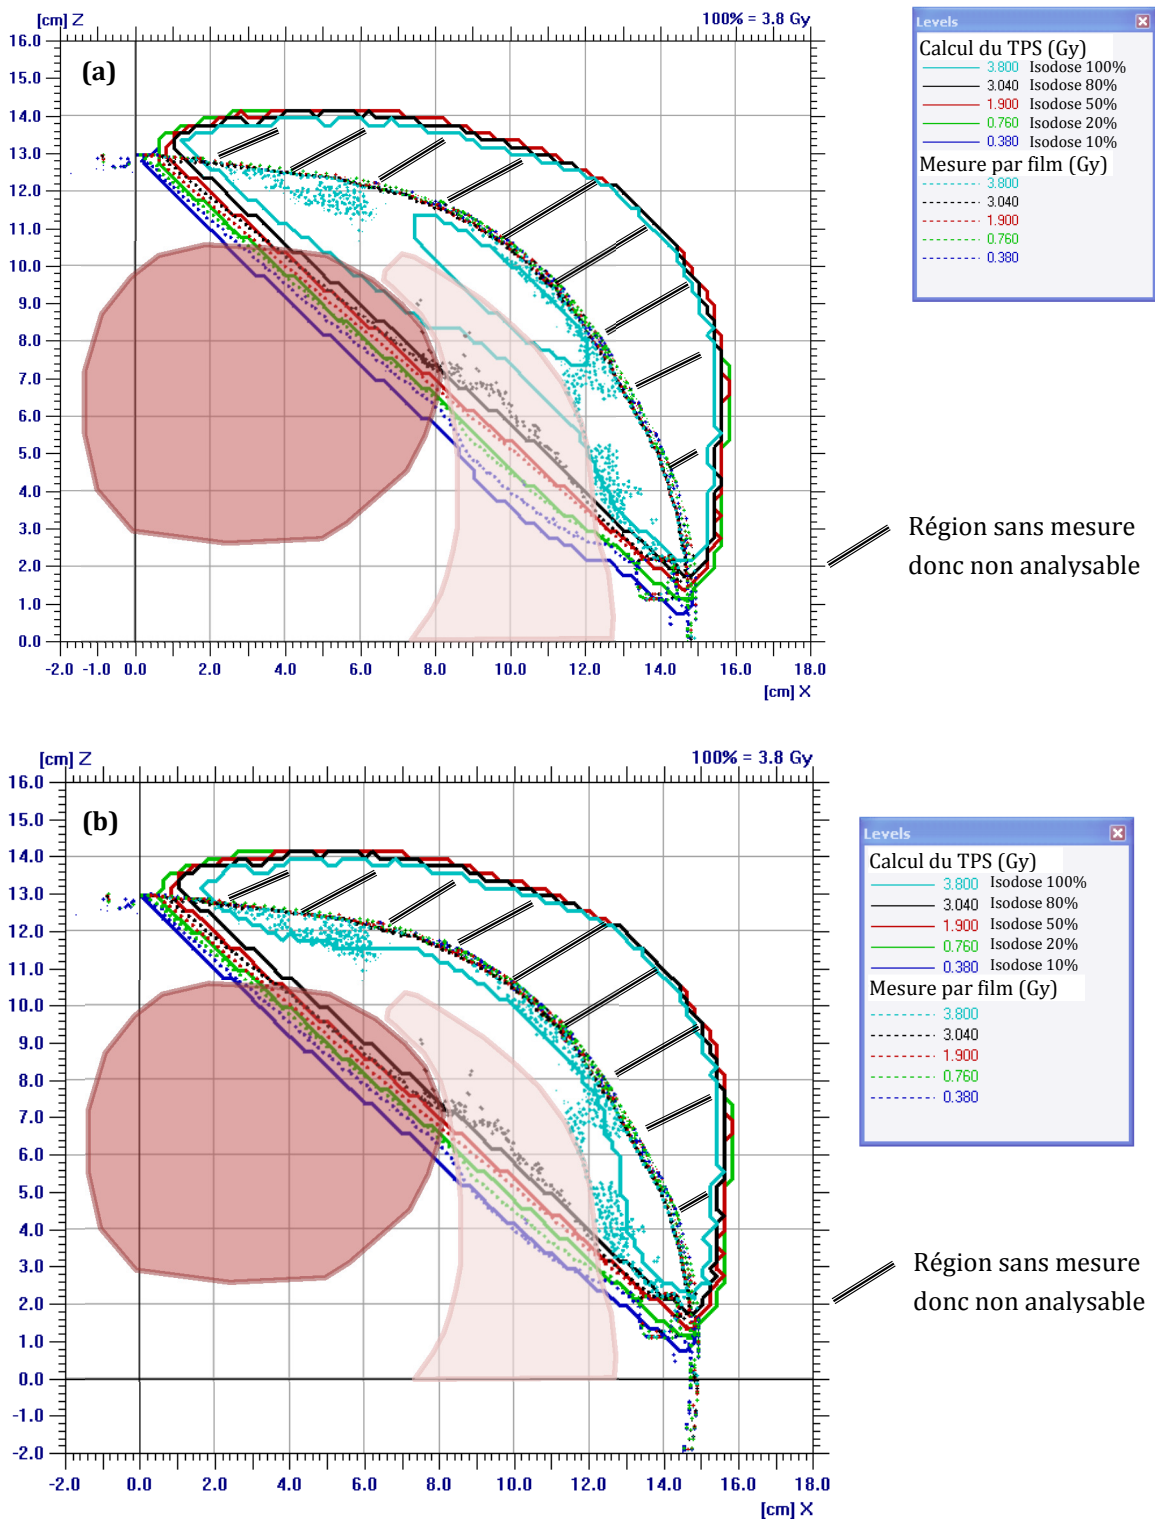 [cm] Z
100% = 3.8 Gy
(a)
16.0
15.0
14.0
13.0
12.0
11.0
10.0
9.0
8.0
7.0
6.0
5.0
4.0
3.0
2.0
1.0
0.0
-2.0 -1.0 0.0 2.0 4.0 6.0 8.0 10.0 12.0 14.0 16.0 18.0
[cm] X
Levels
Calcul du TPS (Gy)
3.800 Isodose 100%
3.040 Isodose 80%
1.900 Isodose 50%
0.760 Isodose 20%
0.380 Isodose 10%
Mesure par film (Gy)
3.800
3.040
1.900
0.760
0.380
Région sans mesure
donc non analysable
[cm] Z
100% = 3.8 Gy
(b)
16.0
15.0
14.0
13.0
12.0
11.0
10.0
9.0
8.0
7.0
6.0
5.0
4.0
3.0
2.0
1.0
0.0
-1.0
-2.0
-2.0 0.0 2.0 4.0 6.0 8.0 10.0 12.0 14.0 16.0 18.0
[cm] X
Levels
Calcul du TPS (Gy)
3.800 Isodose 100%
3.040 Isodose 80%
1.900 Isodose 50%
0.760 Isodose 20%
0.380 Isodose 10%
Mesure par film (Gy)
3.800
3.040
1.900
0.760
0.380
Région sans mesure
donc non analysable